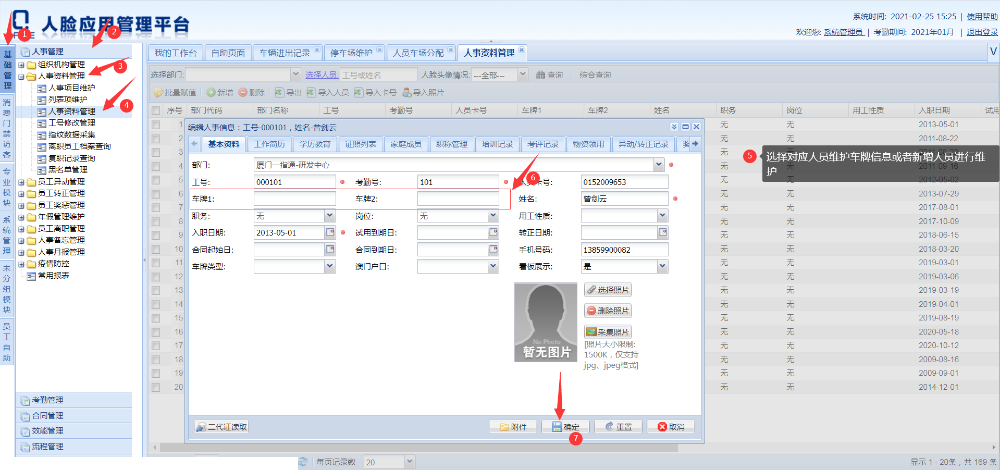 人脸应用管理平台
系统时间: 2021-02-25 15:25 | 使用帮助
欢迎您: 系统管理员 | 考勤期间: 2021年01月 | 退出登录
1
2
3
4
基础管理
消费门禁访客
专业模块
系统管理
未分组模块
员工自助
人事管理
组织机构管理
人事资料管理
人事项目维护
列表项维护
人事资料管理
工号修改管理
指纹数据采集
离职员工档案查询
复职记录查询
黑名单管理
员工异动管理
员工转正管理
员工奖惩管理
年假管理维护
员工离职管理
人事备忘管理
人事月报管理
疫情防控
常用报表
考勤管理
合同管理
效能管理
流程管理
我的工作台 自助页面 车辆进出记录 停车场维护 人员车场分配 人事资料管理 V
选择部门: 选择人员: 工号或姓名 人脸头像情况: ---全部--- 查询 综合查询
批量赋值 新增 删除 导出 导入人员 导入卡号 导入照片
序号 部门代码 部门名称 工号 考勤号 人员卡号 车牌1 车牌2 姓名 职务 岗位 用工性质 入职日期 试用
1 无 无 2013-05-01
2 无 无 2011-08-22
3 无
4 无
5 无
6 无 无 2013-07-29
7 无 无 2017-08-01
8 无 无 2017-10-09
9 无 无 2018-06-15
10 无 无 2018-03-20
11 无 无 2019-03-01
12 无 无 2019-03-06
13 无 无 2019-03-19
14 无 无 2019-04-01
15 无 无 2019-08-19
16 无 无 2020-05-18
17 无 无 2020-10-12
18 无 无 2009-08-16
19 无 无 2009-09-01
20 无 无 2014-12-01
5
选择对应人员维护车牌信息或者新增人员进行维
护
编辑人事信息：工号-000101，姓名-曾剑云
基本资料 工作简历 学历教育 证照列表 家庭成员 职称管理 培训记录 考评记录 物资领用 异动/转正记录
部门: 厦门一指通-研发中心
工号: 000101 考勤号: 101 卡号: 0152009653
6
车牌1: 车牌2: 姓名: 曾剑云
职务: 无 岗位: 无 用工性质:
入职日期: 2013-05-01 试用到期日: 转正日期:
合同起始日: 合同到期日: 手机号码: 13859900082
车牌类型: 澳门户口: 看板展示: 是
No Photo
暂无图片
选择照片
删除照片
采集照片
[照片大小限制:
1500K，仅支持
jpg、jpeg格式]
二代证读取 附件 确定 重置 取消
7
每页记录数 20 显示 1 - 20条，共 169 条